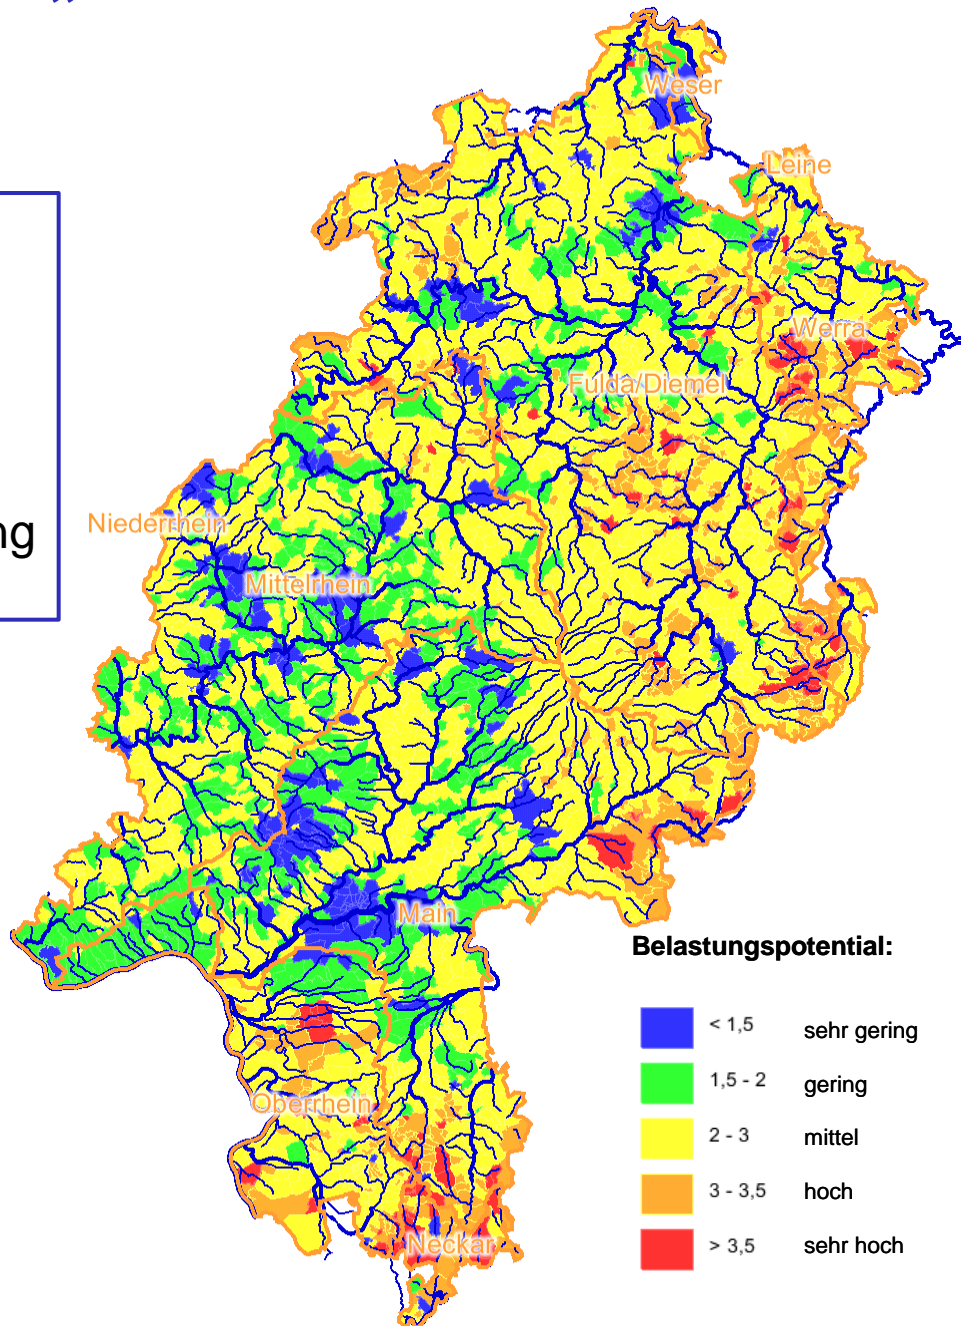 „
ng
Weser
Leine
Werra
Fulda/Diemel
Niederrhein
Mittelrhein
Main
Oberrhein
Neckar
Belastungspotential:
< 1,5 sehr gering
1,5 - 2 gering
2 - 3 mittel
3 - 3,5 hoch
> 3,5 sehr hoch